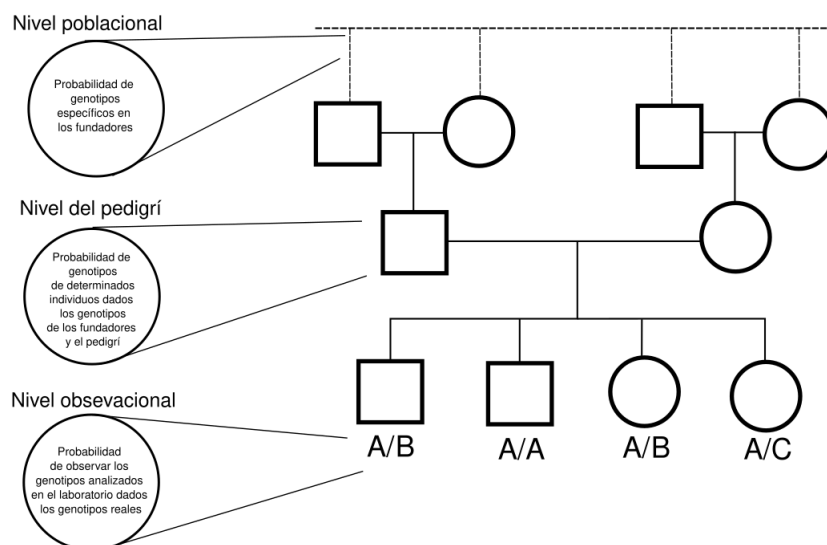 Nivel poblacional
Probabilidad de
genotipos
específicos en
los fundadores
Nivel del pedigrí
Probabilidad de
genotipos
de determinados
individuos dados
los genotipos
de los fundadores
y el pedigrí
Nivel obsevacional
Probabilidad
de observar los
genotipos analizados
en el laboratorio dados
los genotipos reales
A/B A/A A/B A/C